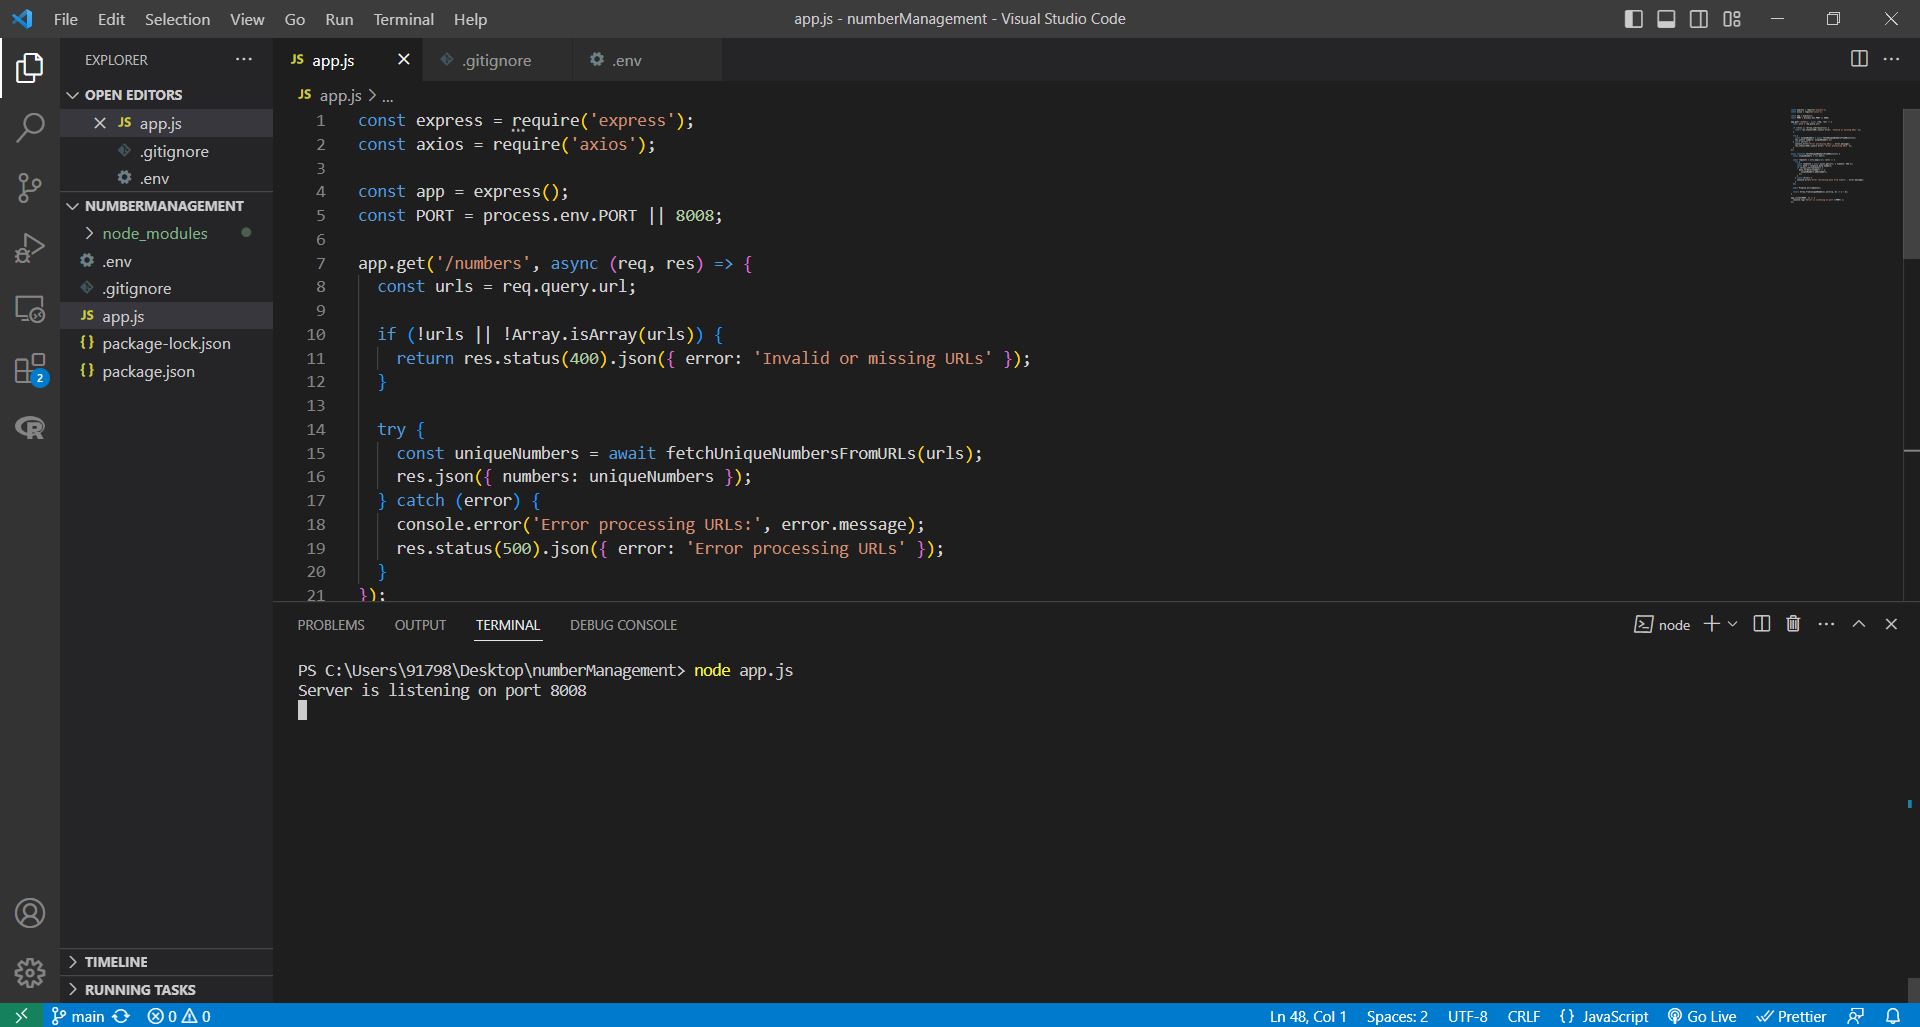 File Edit Selection View Go Run Terminal Help
app.js - numberManagement - Visual Studio Code
EXPLORER
OPEN EDITORS
JS app.js
.gitignore
.env
NUMBERMANAGEMENT
node_modules
.env
.gitignore
JS app.js
{} package-lock.json
{} package.json
2
TIMELINE
RUNNING TASKS
JS app.js
.gitignore
.env
JS app.js > ...
1 const express = require('express');
2 const axios = require('axios');
3
4 const app = express();
5 const PORT = process.env.PORT || 8008;
6
7 app.get('/numbers', async (req, res) => {
8 const urls = req.query.url;
9
10 if (!urls || !Array.isArray(urls)) {
11 return res.status(400).json({ error: 'Invalid or missing URLs' });
12 }
13
14 try {
15 const uniqueNumbers = await fetchUniqueNumbersFromURLs(urls);
16 res.json({ numbers: uniqueNumbers });
17 } catch (error) {
18 console.error('Error processing URLs:', error.message);
19 res.status(500).json({ error: 'Error processing URLs' });
20 }
21 });
PROBLEMS OUTPUT TERMINAL DEBUG CONSOLE
node
PS C:\Users\91798\Desktop\numberManagement> node app.js
Server is listening on port 8008
main 0 0
Ln 48, Col 1 Spaces: 2 UTF-8 CRLF {} JavaScript Go Live Prettier